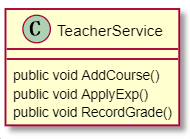 C TeacherService
public void AddCourse()
public void ApplyExp()
public void RecordGrade()